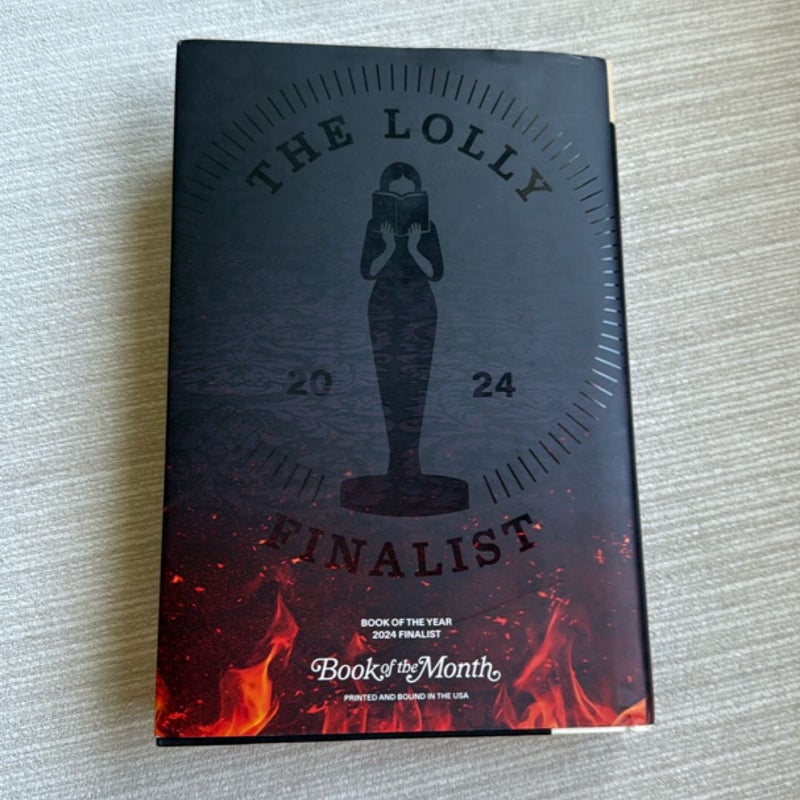 THE LOLLY
20 24
FINALIST
BOOK OF THE YEAR
2024 FINALIST
Book of the Month
PRINTED AND BOUND IN THE USA